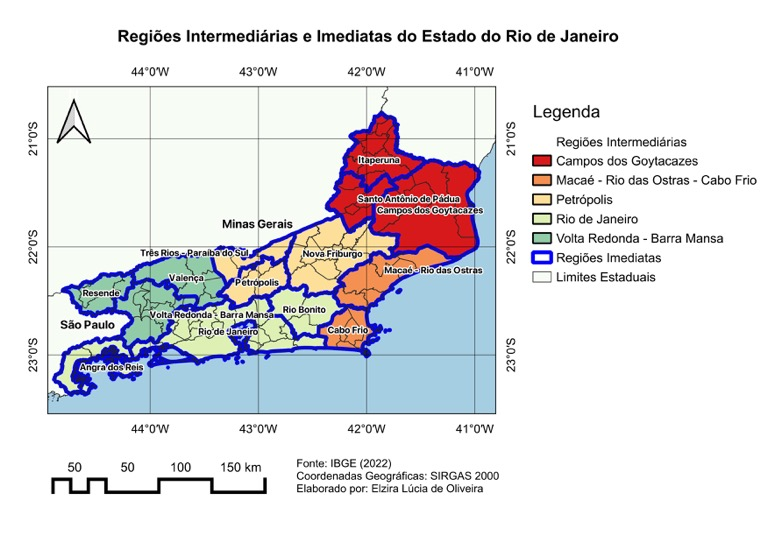 Regiões Intermediárias e Imediatas do Estado do Rio de Janeiro
44°0'W 43°0'W 42°0'W 41°0'W
21°0'S 21°0'S
22°0'S 22°0'S
23°0'S 23°0'S
Itaperuna
Santo Antônio de Pádua
Campos dos Goytacazes
Minas Gerais
Três Rios - Paraíba do Sul
Nova Friburgo
Macaé - Rio das Ostras
Valença
Petrópolis
Resende
Volta Redonda - Barra Mansa
Rio Bonito
São Paulo
Rio de Janeiro
Cabo Frio
Angra dos Reis
44°0'W 43°0'W 42°0'W 41°0'W
Legenda
Regiões Intermediárias
Campos dos Goytacazes
Macaé - Rio das Ostras - Cabo Frio
Petrópolis
Rio de Janeiro
Volta Redonda - Barra Mansa
Regiões Imediatas
Limites Estaduais
50 50 100 150 km
Fonte: IBGE (2022)
Coordenadas Geográficas: SIRGAS 2000
Elaborado por: Elzira Lúcia de Oliveira